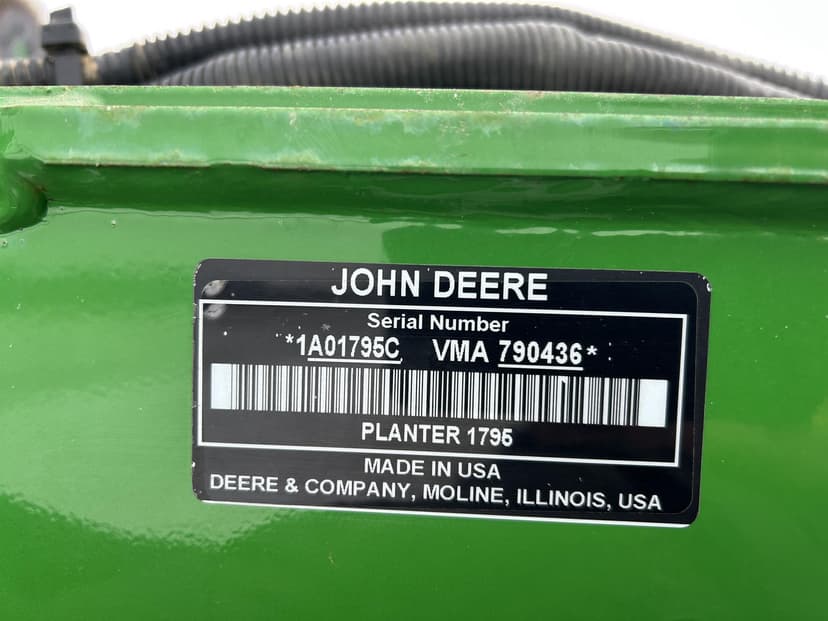 JOHN DEERE
Serial Number
*1A01795C VMA 790436*
PLANTER 1795
MADE IN USA
DEERE & COMPANY, MOLINE, ILLINOIS, USA